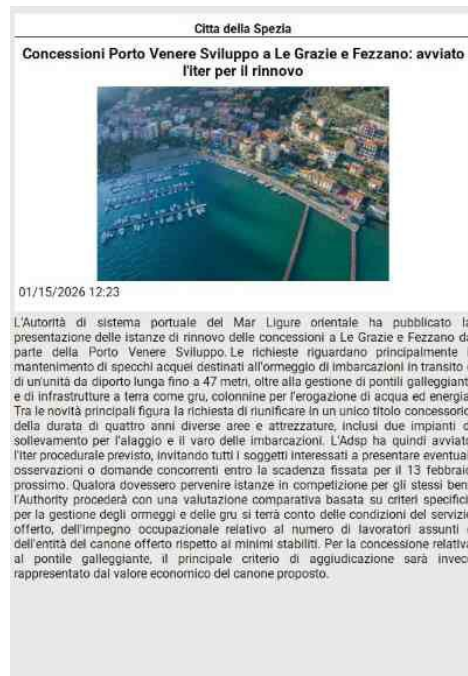 Citta della Spezia
Concessioni Porto Venere Sviluppo a Le Grazie e Fezzano: avviato
l'iter per il rinnovo
01/15/2026 12:23
L'Autorità di sistema portuale del Mar Ligure orientale ha pubblicato la
presentazione delle istanze di rinnovo delle concessioni a Le Grazie e Fezzano da
parte della Porto Venere Sviluppo. Le richieste riguardano principalmente
mantenimento di specchi acquei destinati all'ormeggio di imbarcazioni in transito
di un'unità da diporto lunga fino a 47 metri, oltre alla gestione di pontili galleggiant
e di infrastrutture a terra come gru, colonnine per l'erogazione di acqua ed energia
Tra le novità principali figura la richiesta di riunificare in un unico titolo concessorio
della durata di quattro anni diverse aree e attrezzature, inclusi due impianti d
sollevamento per l'alaggio e il varo delle imbarcazioni. L'Adsp ha quindi avviato
l'iter procedurale previsto, invitando tutti i soggetti interessati a presentare eventual
osservazioni o domande concorrenti entro la scadenza fissata per il 13 febbraio
prossimo. Qualora dovessero pervenire istanze in competizione per gli stessi ben
l'Authority procederà con una valutazione comparativa basata su criteri specifici
per la gestione degli ormeggi e delle gru si terrà conto delle condizioni del servizio
offerto, dell'impegno occupazionale relativo al numero di lavoratori assunti
dell'entità del canone offerto rispetto ai minimi stabiliti. Per la concessione relativa
al pontile galleggiante, il principale criterio di aggiudicazione sarà invece
rappresentato dal valore economico del canone proposto.